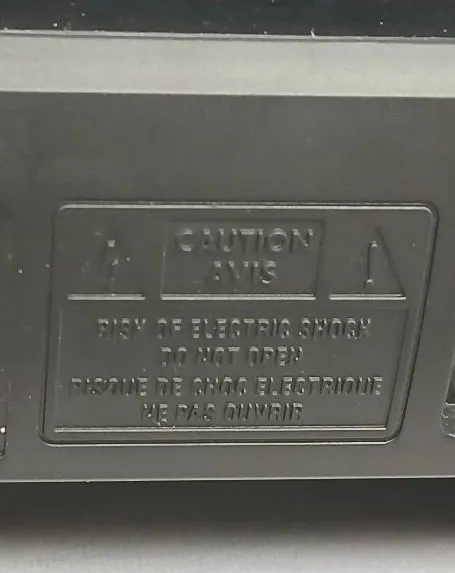 CAUTION
AVIS
RISK OF ELECTRIC SHOCK
DO NOT OPEN
RISQUE DE CHOC ELECTRIQUE
NE PAS OUVRIR